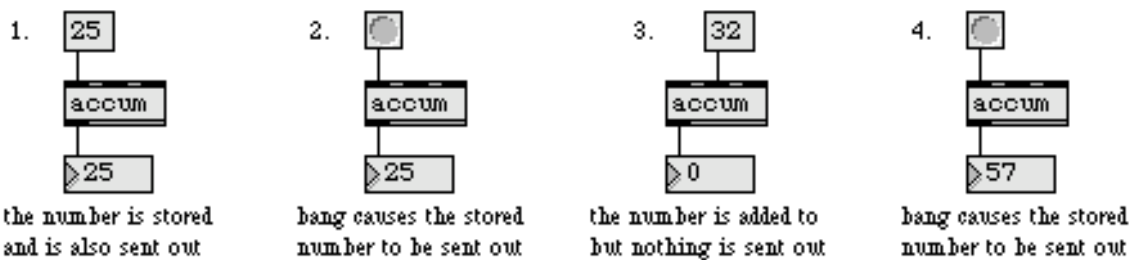 1. 25
accum
25
the number is stored
and is also sent out
2.
accum
25
bang causes the stored
number to be sent out
3. 32
accum
0
the number is added to
but nothing is sent out
4.
accum
57
bang causes the stored
number to be sent out